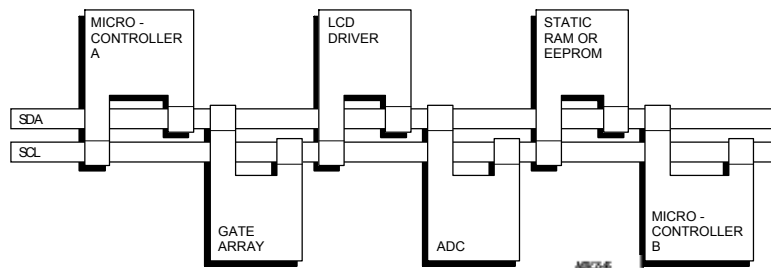 MICRO -
CONTROLLER
A
LCD
DRIVER
STATIC
RAM OR
EEPROM
SDA
SCL
GATE
ARRAY
ADC
MICRO -
CONTROLLER
B